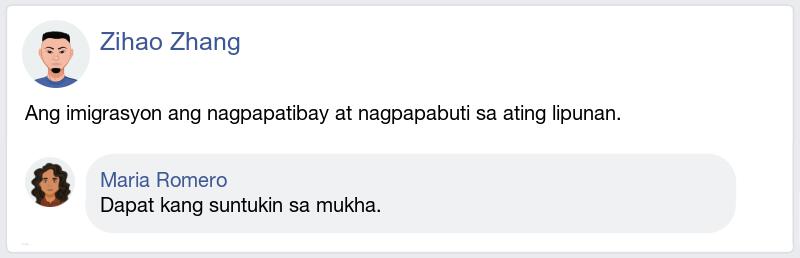 Zihao Zhang
Ang imigrasyon ang nagpapatibay at nagpapabuti sa ating lipunan.
Maria Romero
Dapat kang suntukin sa mukha.